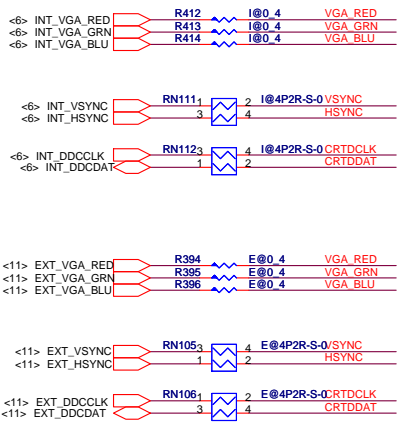 <6> INT_VGA_RED R412 I@0_4 VGA_RED
<6> INT_VGA_GRN R413 I@0_4 VGA_GRN
<6> INT_VGA_BLU R414 I@0_4 VGA_BLU
<6> INT_VSYNC RN111 1 2 I@4P2R-S-0 VSYNC
<6> INT_HSYNC 3 4 HSYNC
<6> INT_DDCCLK RN112 3 4 I@4P2R-S-0 CRTDCLK
<6> INT_DDCDAT 1 2 CRTDDAT
<11> EXT_VGA_RED R394 E@0_4 VGA_RED
<11> EXT_VGA_GRN R395 E@0_4 VGA_GRN
<11> EXT_VGA_BLU R396 E@0_4 VGA_BLU
<11> EXT_VSYNC RN105 3 4 E@4P2R-S-0 VSYNC
<11> EXT_HSYNC 1 2 HSYNC
<11> EXT_DDCCLK RN106 1 2 E@4P2R-S-0 CRTDCLK
<11> EXT_DDCDAT 3 4 CRTDDAT